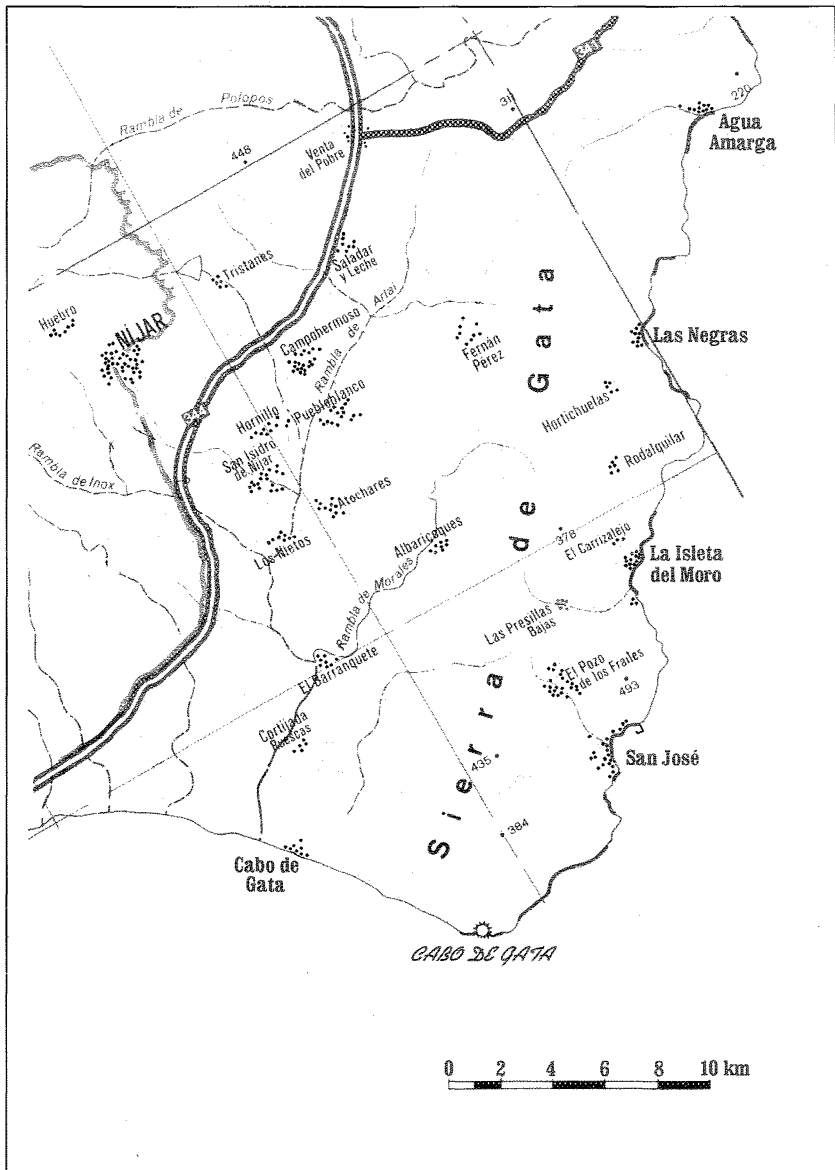 341
220
Agua
Amarga
311
Rambla de Polopos
Venta
del Pobre
448
Tristanes
Saladar
y Leche
Huebro
NÍJAR
Campohermoso
Rambla de Artal
Fernán
Pérez
Las Negras
Gata
Hortichuelas
Hornillo
Puebloblanco
San Isidro
de Níjar
Rambla de Inox
Rodalquilar
Atochares
Los Nietos
Albaricoques
de
378
El Carrizalejo
La Isleta
del Moro
Rambla de Morales
Las Presillas
Bajas
El Barranquete
El Pozo
de los Frailes
493
Cortijada
Ruescas
Sierra
435
San José
384
Cabo de
Gata
CABO DE GATA
0 2 4 6 8 10 km